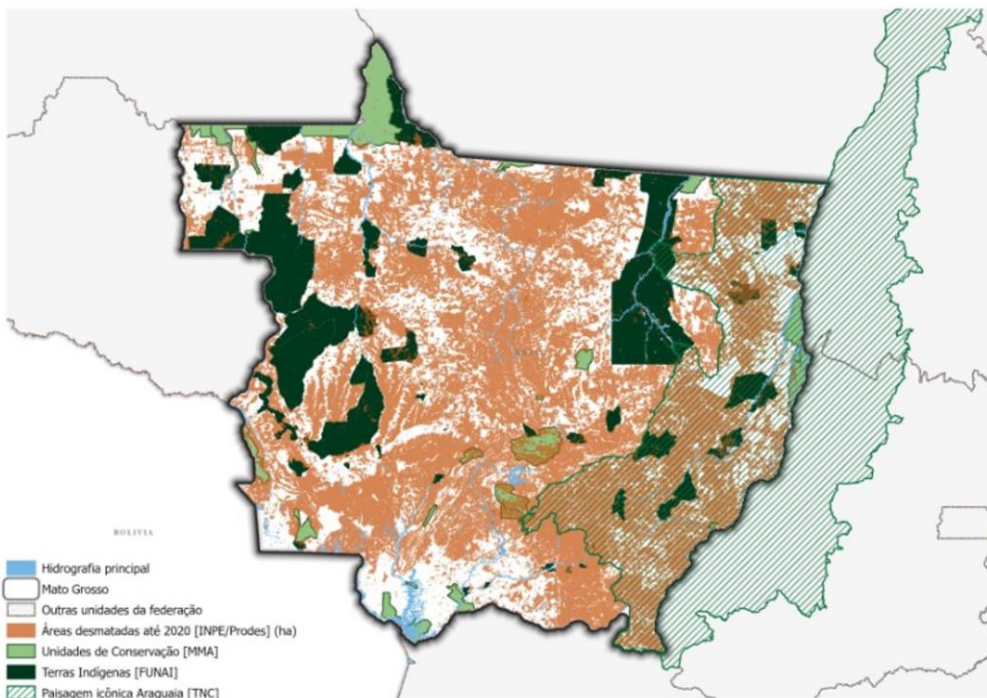 BOLIVIA
Hidrografia principal
Mato Grosso
Outras unidades da federação
Áreas desmatadas até 2020 [INPE/Prodes] (ha)
Unidades de Conservação [MMA]
Terras Indígenas [FUNAI]
Paisagem icônica Araguaia [TNC]